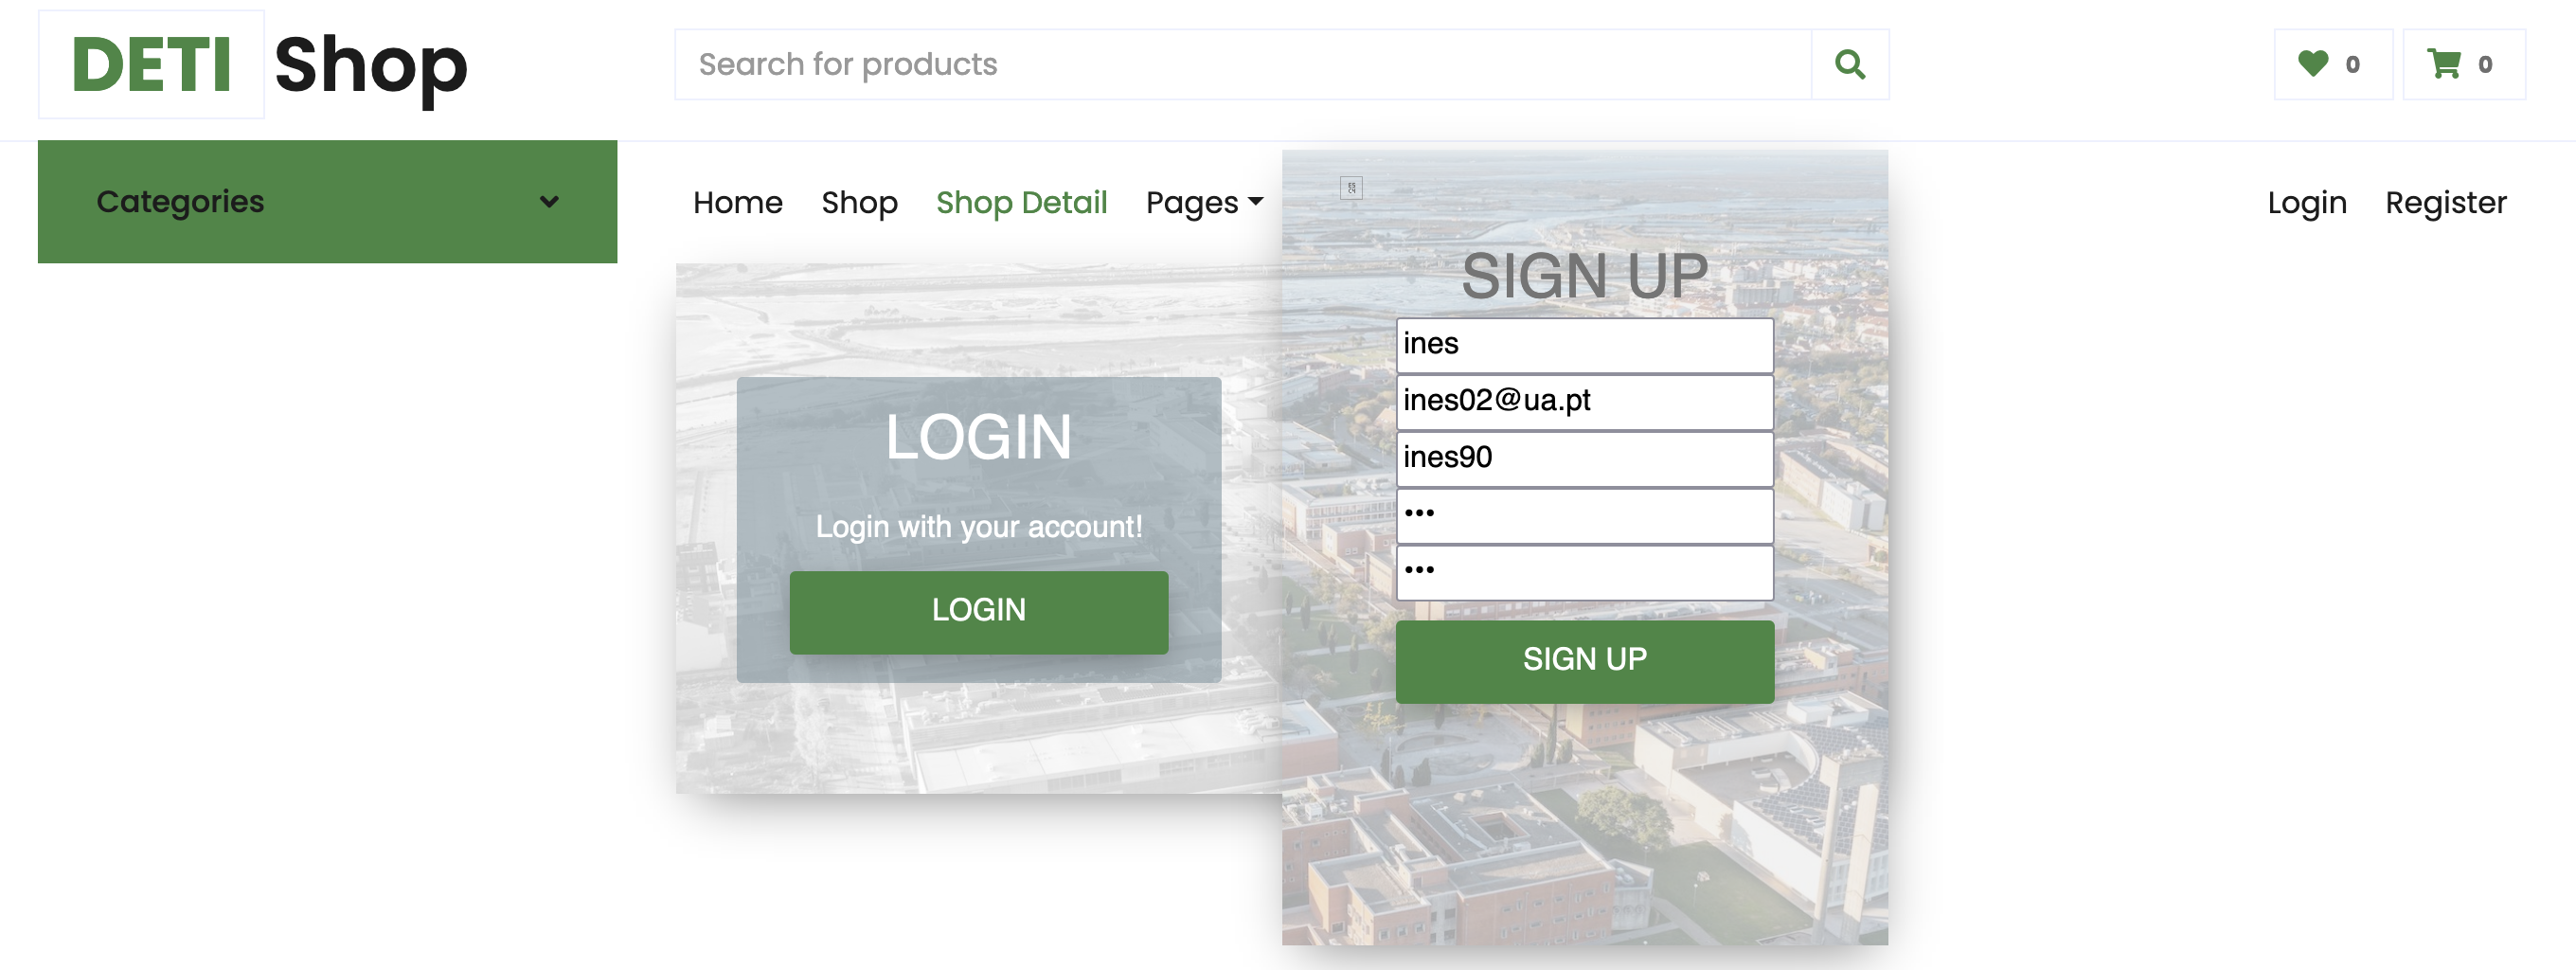 DETI Shop
Search for products
0
0
Categories
Home
Shop
Shop Detail
Pages
Login
Register
LOGIN
Login with your account!
LOGIN
SIGN UP
ines
ines02@ua.pt
ines90
•••
•••
SIGN UP